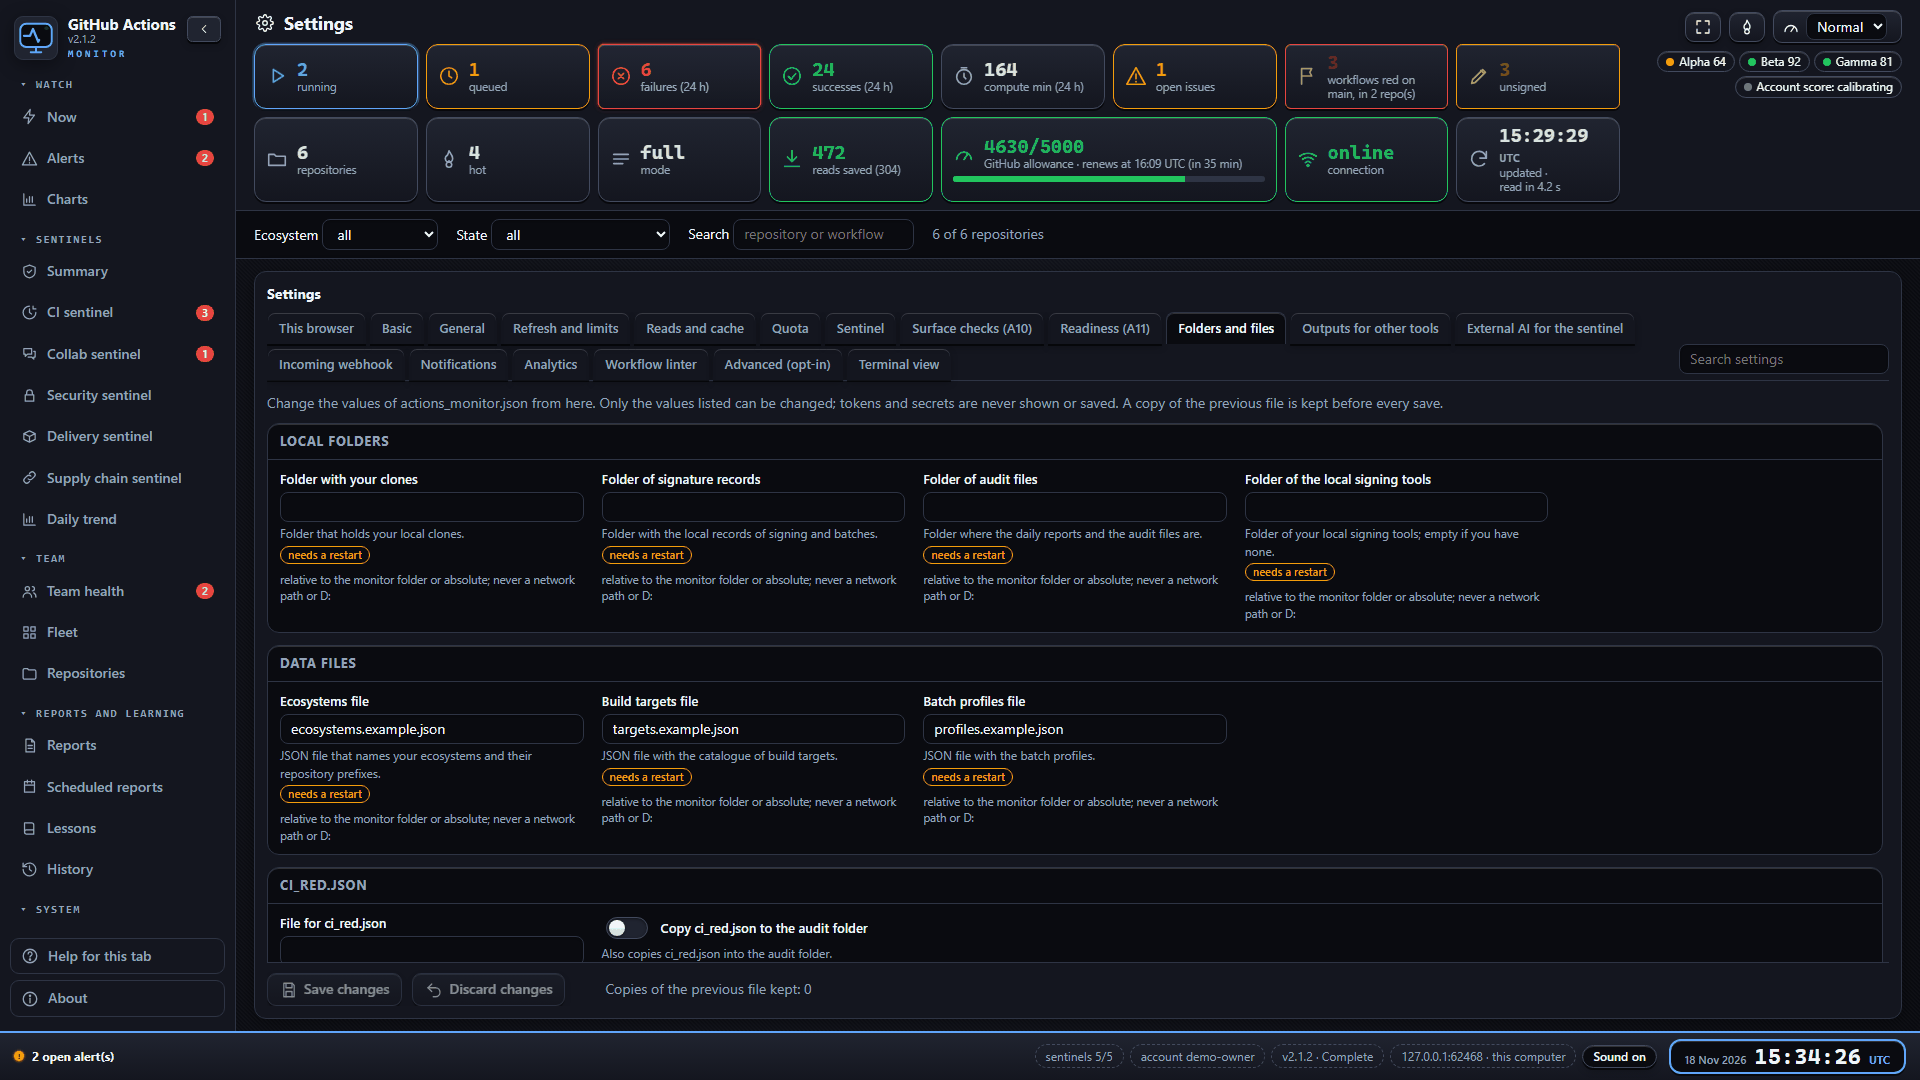 GitHub Actions
v2.1.2
MONITOR
WATCH
Now 1
Alerts 2
Charts
SENTINELS
Summary
CI sentinel 3
Collab sentinel 1
Security sentinel
Delivery sentinel
Supply chain sentinel
Daily trend
TEAM
Team health 2
Fleet
Repositories
REPORTS AND LEARNING
Reports
Scheduled reports
Lessons
History
SYSTEM
Help for this tab
About
Settings
Normal
2
running
1
queued
6
failures (24 h)
24
successes (24 h)
164
compute min (24 h)
1
open issues
3
workflows red on
main, in 2 repo(s)
3
unsigned
Alpha 64
Beta 92
Gamma 81
Account score: calibrating
6
repositories
4
hot
full
mode
472
reads saved (304)
4630/5000
GitHub allowance · renews at 16:09 UTC (in 35 min)
online
connection
15:29:29
UTC
updated ·
read in 4.2 s
Ecosystem all
State all
Search repository or workflow
6 of 6 repositories
Settings
This browser
Basic
General
Refresh and limits
Reads and cache
Quota
Sentinel
Surface checks (A10)
Readiness (A11)
Folders and files
Outputs for other tools
External AI for the sentinel
Incoming webhook
Notifications
Analytics
Workflow linter
Advanced (opt-in)
Terminal view
Search settings
Change the values of actions_monitor.json from here. Only the values listed can be changed; tokens and secrets are never shown or saved. A copy of the previous file is kept before every save.
LOCAL FOLDERS
Folder with your clones
Folder that holds your local clones.
needs a restart
relative to the monitor folder or absolute; never a network
path or D:
Folder of signature records
Folder with the local records of signing and batches.
needs a restart
relative to the monitor folder or absolute; never a network
path or D:
Folder of audit files
Folder where the daily reports and the audit files are.
needs a restart
relative to the monitor folder or absolute; never a network
path or D:
Folder of the local signing tools
Folder of your local signing tools; empty if you have
none.
needs a restart
relative to the monitor folder or absolute; never a network
path or D:
DATA FILES
Ecosystems file
ecosystems.example.json
JSON file that names your ecosystems and their
repository prefixes.
needs a restart
relative to the monitor folder or absolute; never a network
path or D:
Build targets file
targets.example.json
JSON file with the catalogue of build targets.
needs a restart
relative to the monitor folder or absolute; never a network
path or D:
Batch profiles file
profiles.example.json
JSON file with the batch profiles.
needs a restart
relative to the monitor folder or absolute; never a network
path or D:
CI_RED.JSON
File for ci_red.json
Copy ci_red.json to the audit folder
Also copies ci_red.json into the audit folder.
Save changes
Discard changes
Copies of the previous file kept: 0
2 open alert(s)
sentinels 5/5
account demo-owner
v2.1.2 · Complete
127.0.0.1:62468 · this computer
Sound on
18 Nov 2026 15:34:26 UTC